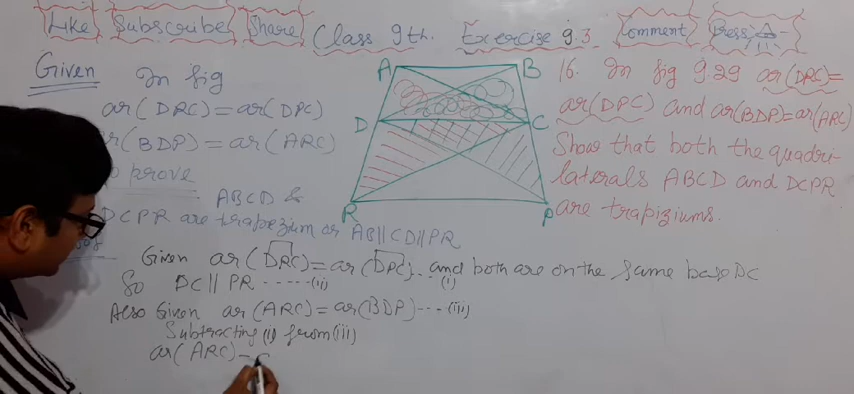 Like Subscribe Share Class 9th. Exercise 9.3 Comment Press
Given In fig
ar(DRC)=ar(DPC)
ar(BDP)=ar(ARC)
prove
ABCD &
DCPR are trapezium or AB||CD||PR
A B
D C
R P
16. In fig 9.29 ar(DRC)=
ar(DPC) and ar(BDP)=ar(ARC)
Show that both the quadri-
laterals ABCD and DCPR
are trapiziums.
Given ar(DRC)=ar(DPC)...(i) and both are on the same base DC
So DC || PR -----(ii)
Also Given ar(ARC)=ar(BDP)---(iii)
Subtracting (i) from (iii)
ar(ARC)-